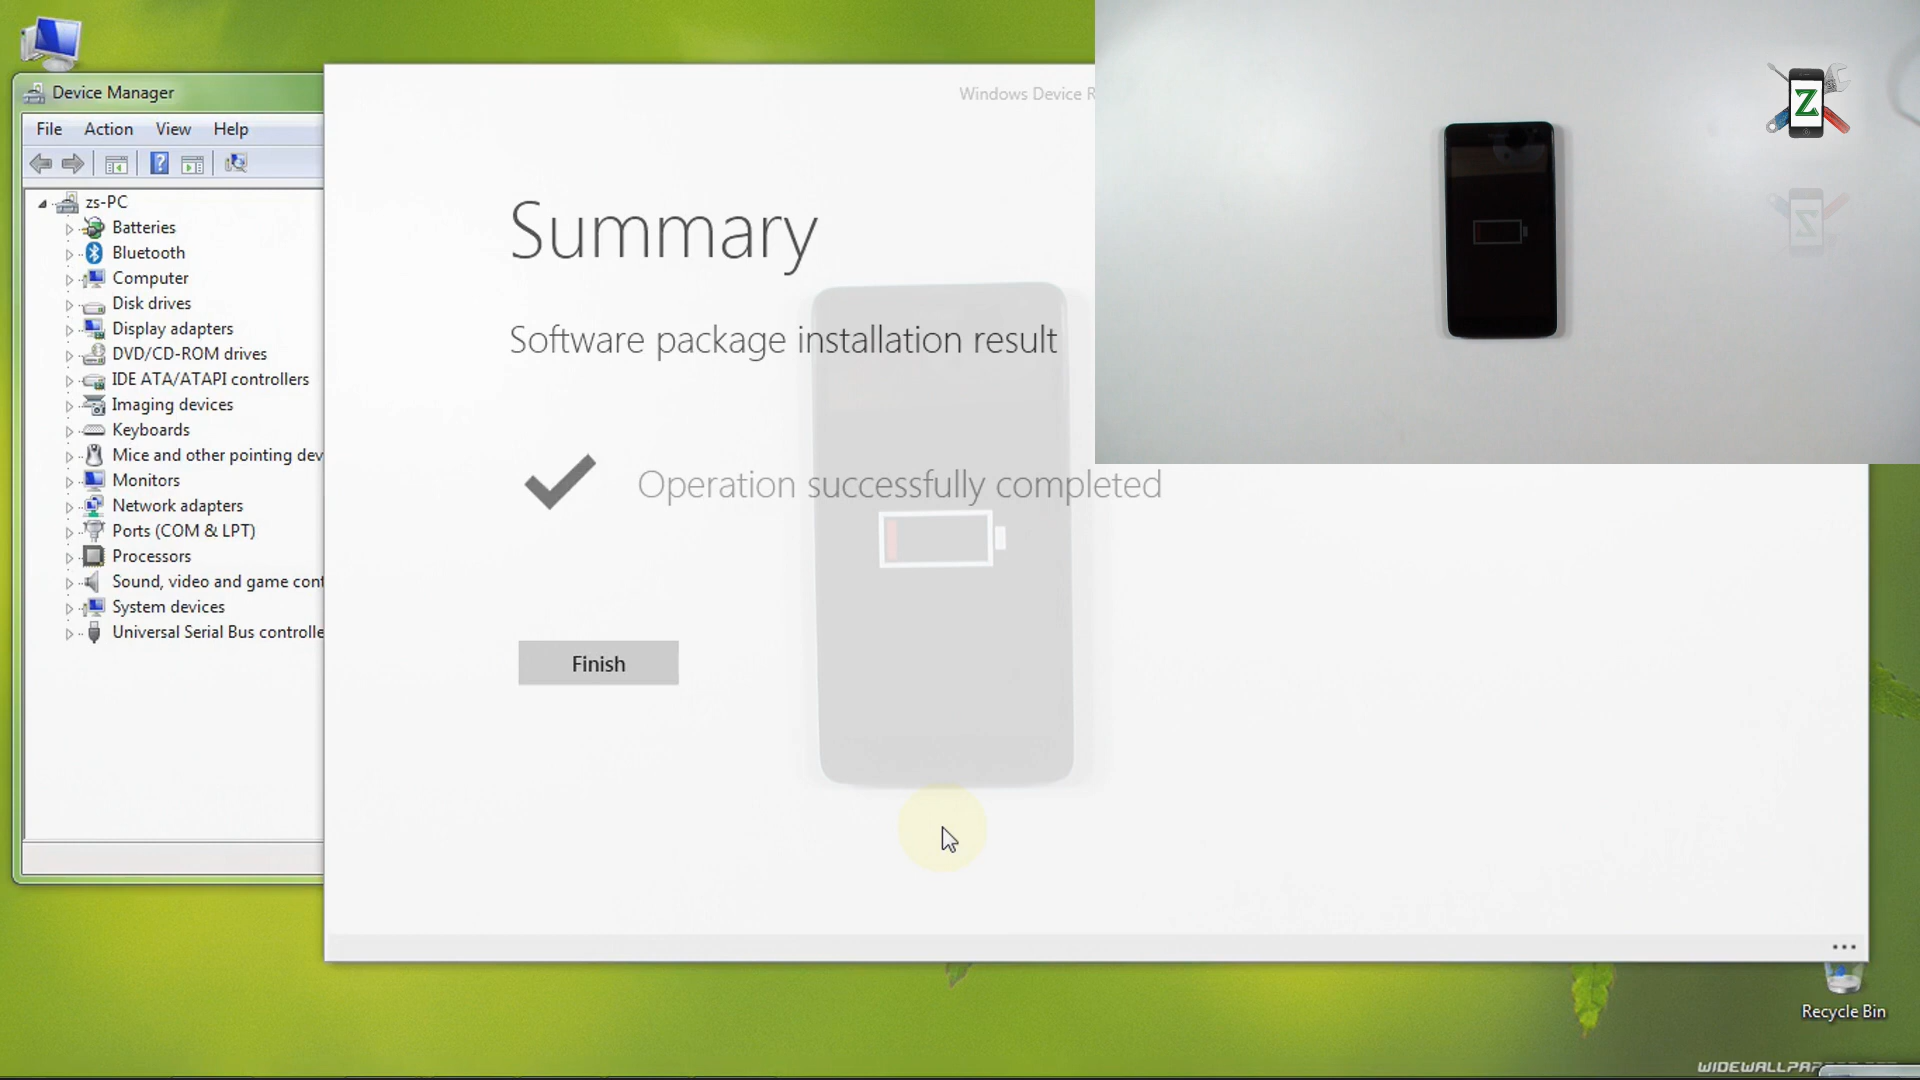 Device Manager
File Action View Help
zs-PC
Batteries
Bluetooth
Computer
Disk drives
Display adapters
DVD/CD-ROM drives
IDE ATA/ATAPI controllers
Imaging devices
Keyboards
Mice and other pointing dev
Monitors
Network adapters
Ports (COM & LPT)
Processors
Sound, video and game cont
System devices
Universal Serial Bus controlle
Windows Device R
Summary
Software package installation result
Operation successfully completed
Finish
Z
Recycle Bin